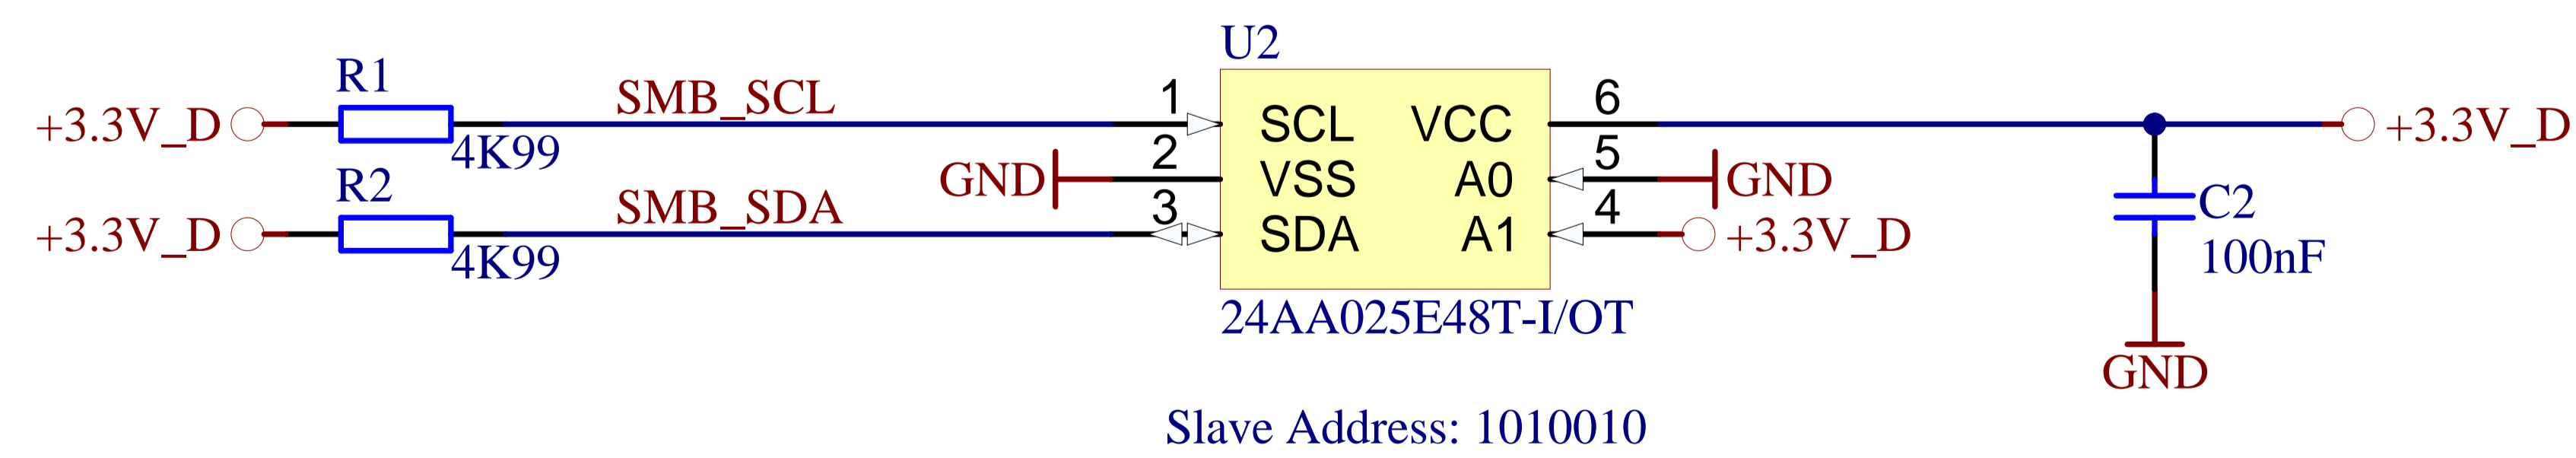 U2
R1
+3.3V_D
4K99
SMB_SCL
1
SCL
VCC
6
+3.3V_D
GND
2
VSS
A0
5
GND
R2
+3.3V_D
4K99
SMB_SDA
3
SDA
A1
4
+3.3V_D
C2
100nF
GND
24AA025E48T-I/OT
Slave Address: 1010010